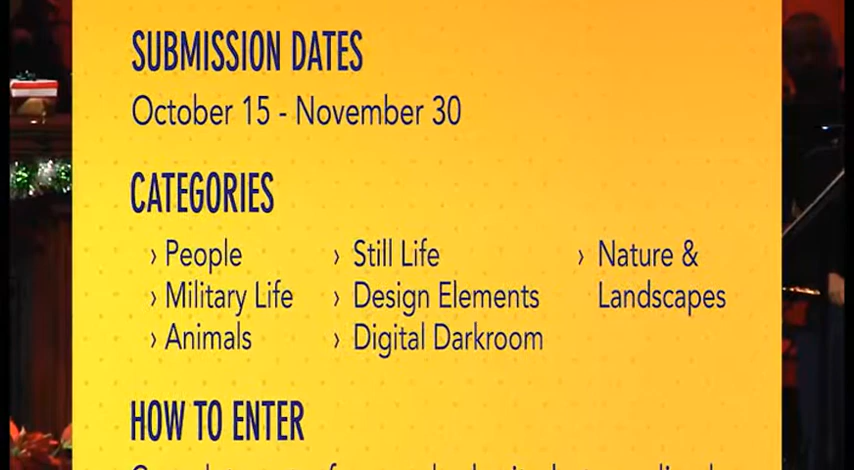 SUBMISSION DATES
October 15 - November 30
CATEGORIES
› People
› Military Life
› Animals
› Still Life
› Design Elements
› Digital Darkroom
› Nature &
Landscapes
HOW TO ENTER